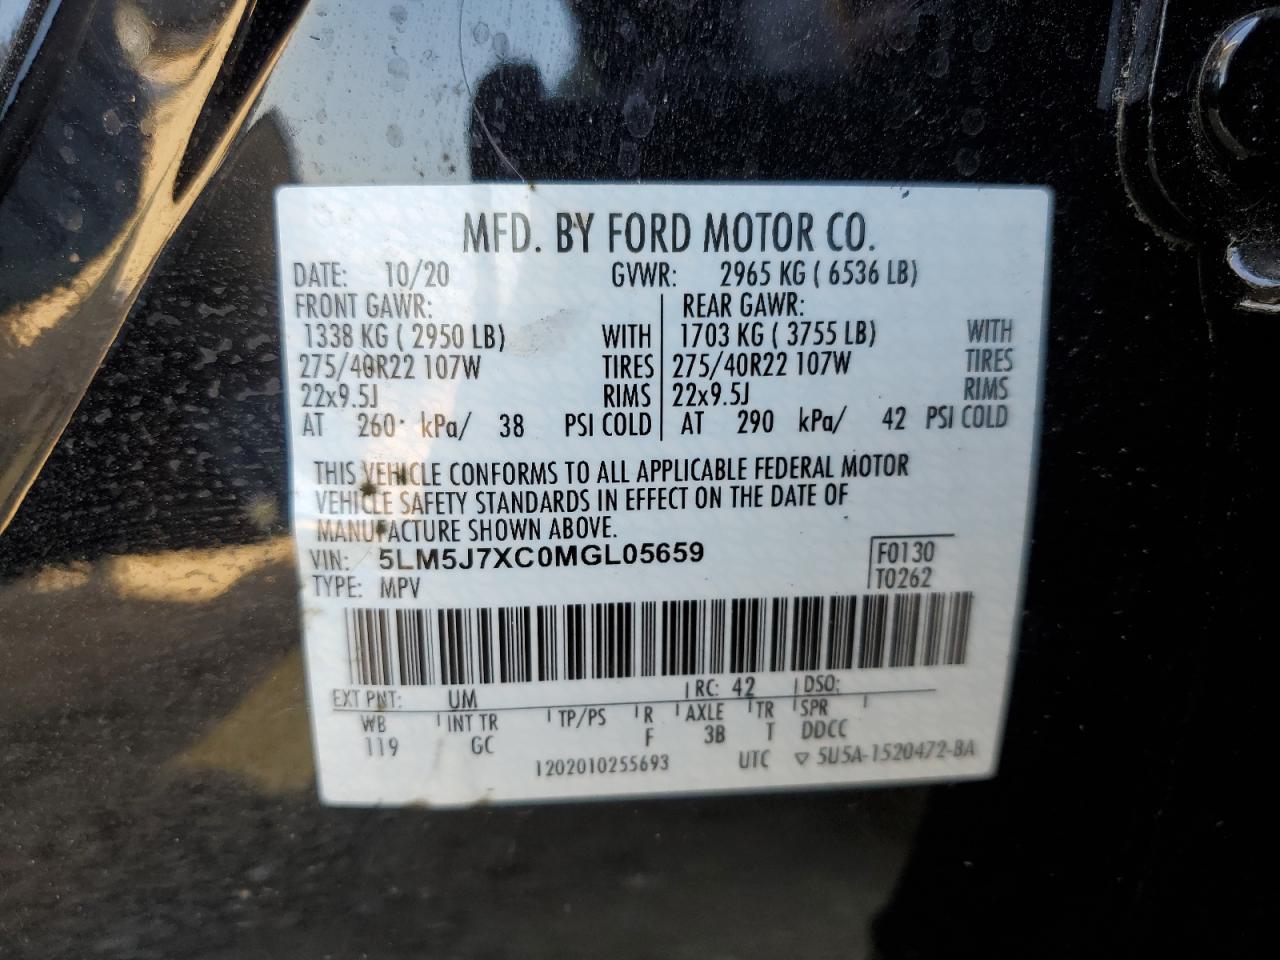 MFD. BY FORD MOTOR CO.
DATE: 10/20 GVWR: 2965 KG ( 6536 LB)
FRONT GAWR: REAR GAWR:
1338 KG ( 2950 LB) WITH 1703 KG ( 3755 LB) WITH
275/40R22 107W TIRES 275/40R22 107W TIRES
22x9.5J RIMS 22x9.5J RIMS
AT 260 kPa/ 38 PSI COLD AT 290 kPa/ 42 PSI COLD
THIS VEHICLE CONFORMS TO ALL APPLICABLE FEDERAL MOTOR
VEHICLE SAFETY STANDARDS IN EFFECT ON THE DATE OF
MANUFACTURE SHOWN ABOVE.
VIN: 5LM5J7XC0MGL05659 F0130
TYPE: MPV T0262
EXT PNT: UM RC: 42 DSO:
WB INT TR TP/PS R AXLE TR SPR
119 GC F 3B T DDCC
1202010255693 UTC ▽ 5U5A-1520472-BA